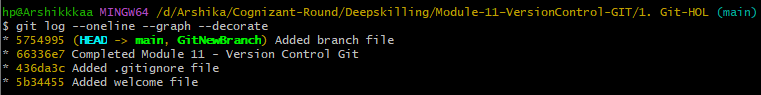 hp@Arshikkkaa MINGW64 /d/Arshika/Cognizant-Round/Deepskilling/Module-11-VersionControl-GIT/1. Git-HOL (main)
$ git log --oneline --graph --decorate
* 5754995 (HEAD -> main, GitNewBranch) Added branch file
* 66336e7 Completed Module 11 - Version Control Git
* 436da3c Added .gitignore file
* 5b34455 Added welcome file